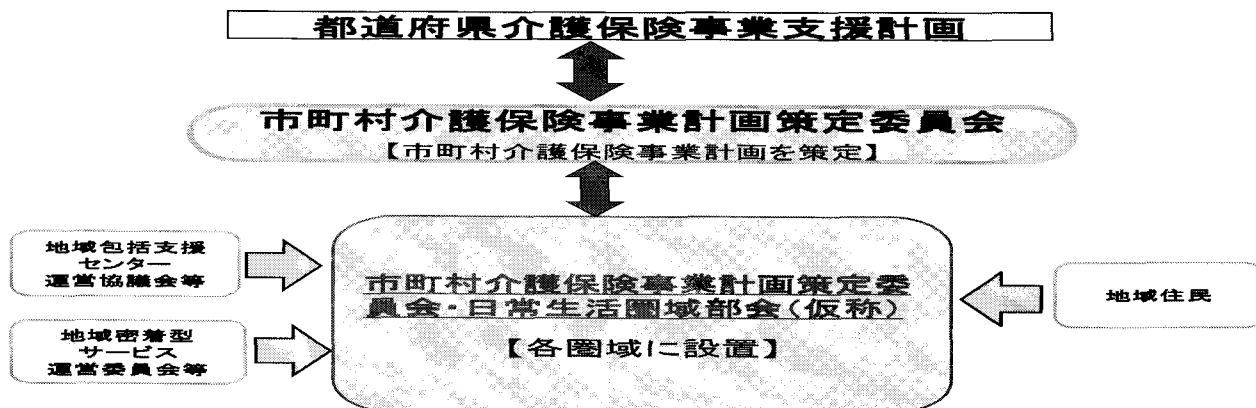 都道府県介護保険事業支援計画
市町村介護保険事業計画策定委員会
【市町村介護保険事業計画を策定】
地域包括支援
センター
運営協議会等
市町村介護保険事業計画策定委
員会・日常生活圏域部会(仮称)
【各圏域に設置】
地域住民
地域密着型
サービス
運営委員会等